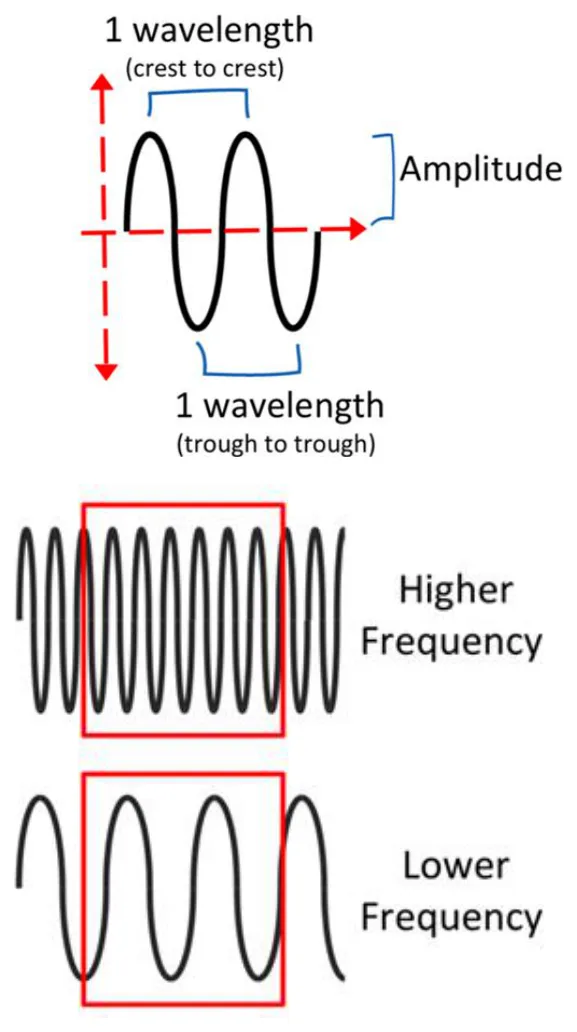 1 wavelength
(crest to crest)
Amplitude
1 wavelength
(trough to trough)
Higher
Frequency
Lower
Frequency